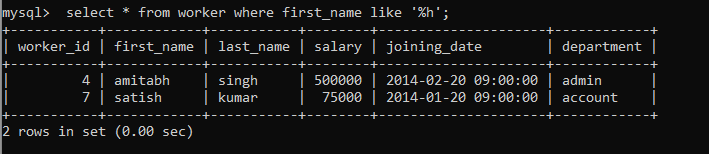 mysql>  select * from worker where first_name like '%h';
+-----------+------------+-----------+--------+---------------------+------------+
| worker_id | first_name | last_name | salary | joining_date        | department |
+-----------+------------+-----------+--------+---------------------+------------+
|         4 | amitabh    | singh     | 500000 | 2014-02-20 09:00:00 | admin      |
|         7 | satish     | kumar     |  75000 | 2014-01-20 09:00:00 | account    |
+-----------+------------+-----------+--------+---------------------+------------+
2 rows in set (0.00 sec)